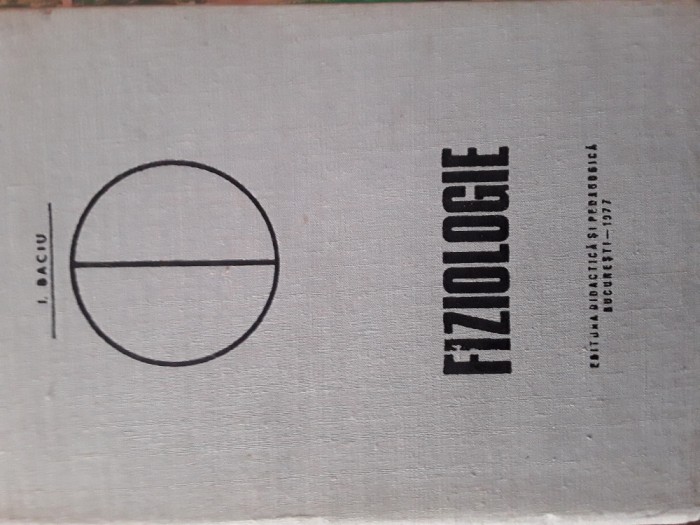 I. BACIU
FIZIOLOGIE
EDITURA DIDACTICĂ ȘI PEDAGOGICĂ
BUCUREȘTI—1977